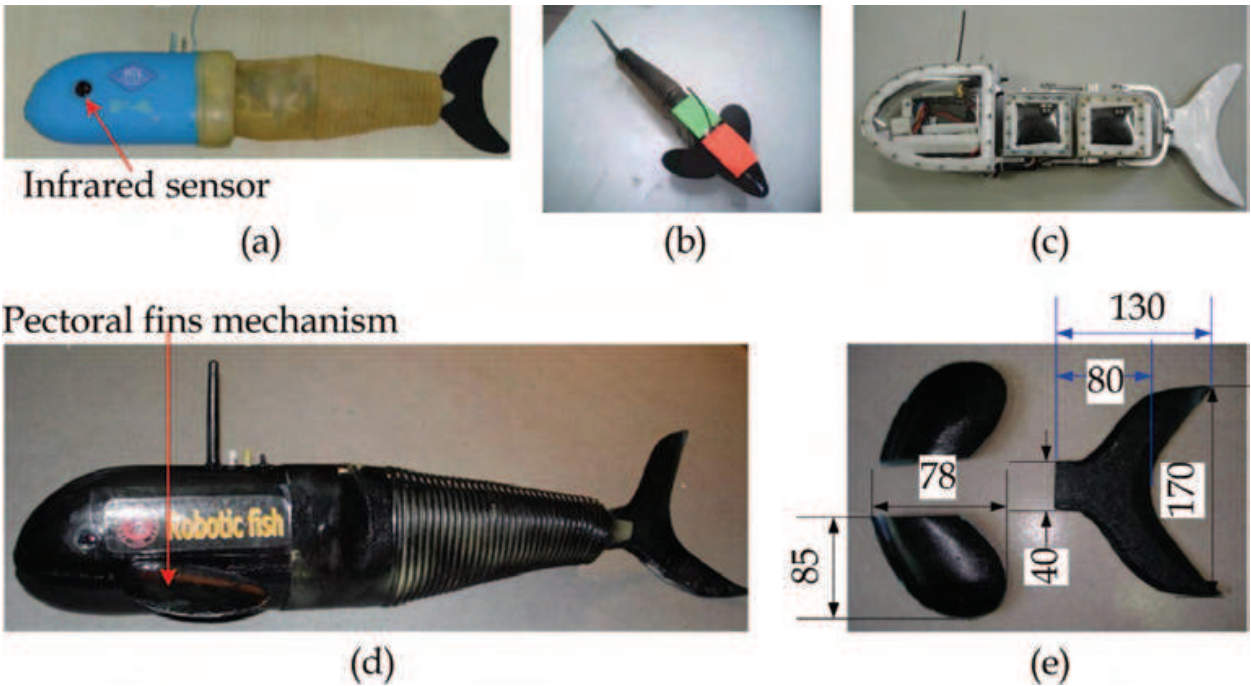 Infrared sensor
(a)
(b)
(c)
Pectoral fins mechanism
Robotic fish
(d)
130
80
78
170
85
40
(e)